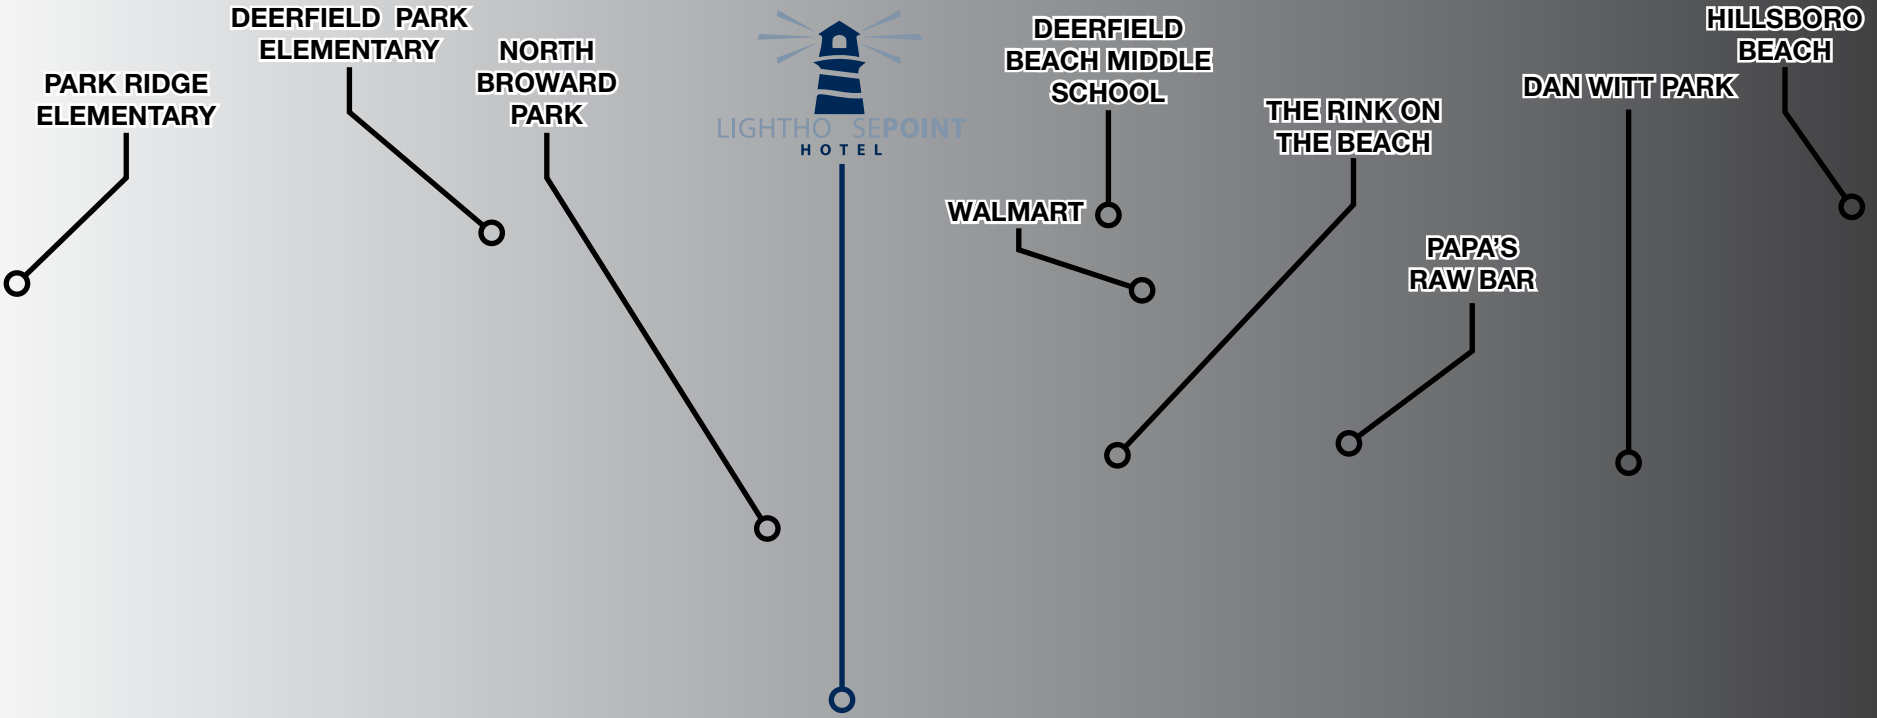 PARK RIDGE
ELEMENTARY
DEERFIELD PARK
ELEMENTARY
NORTH
BROWARD
PARK
LIGHTHO SEPOINT
HOTEL
DEERFIELD
BEACH MIDDLE
SCHOOL
WALMART
THE RINK ON
THE BEACH
PAPA'S
RAW BAR
DAN WITT PARK
HILLSBORO
BEACH